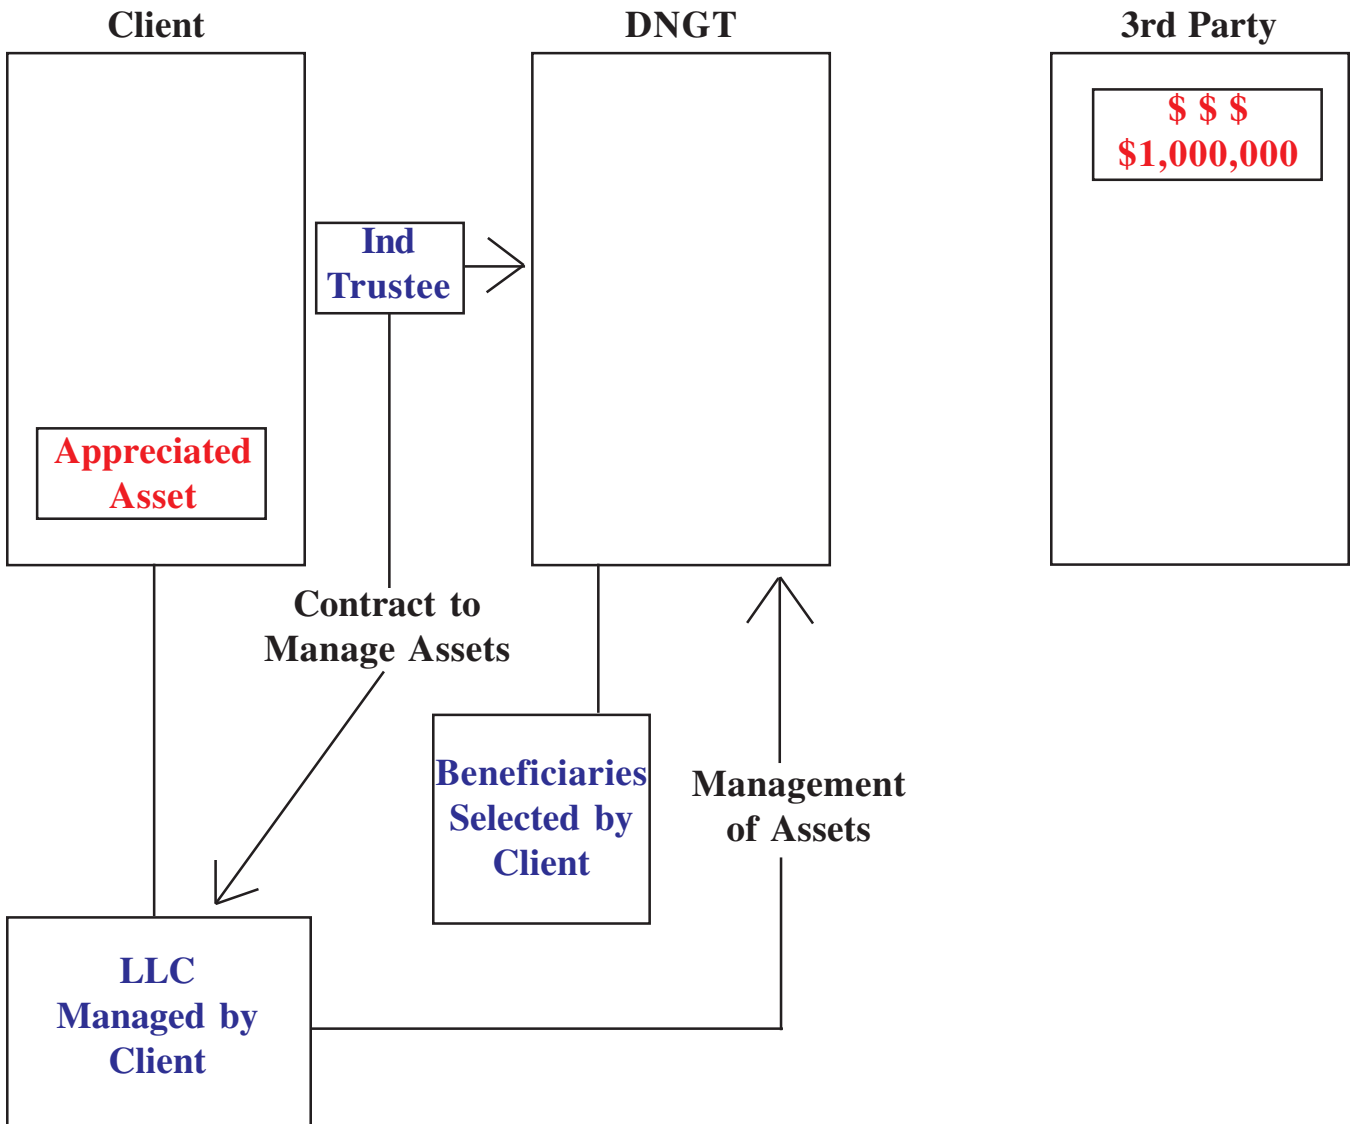 Client
DNGT
3rd Party
$ $ $
$1,000,000
Ind
Trustee
Appreciated
Asset
Contract to
Manage Assets
Beneficiaries
Selected by
Client
Management
of Assets
LLC
Managed by
Client